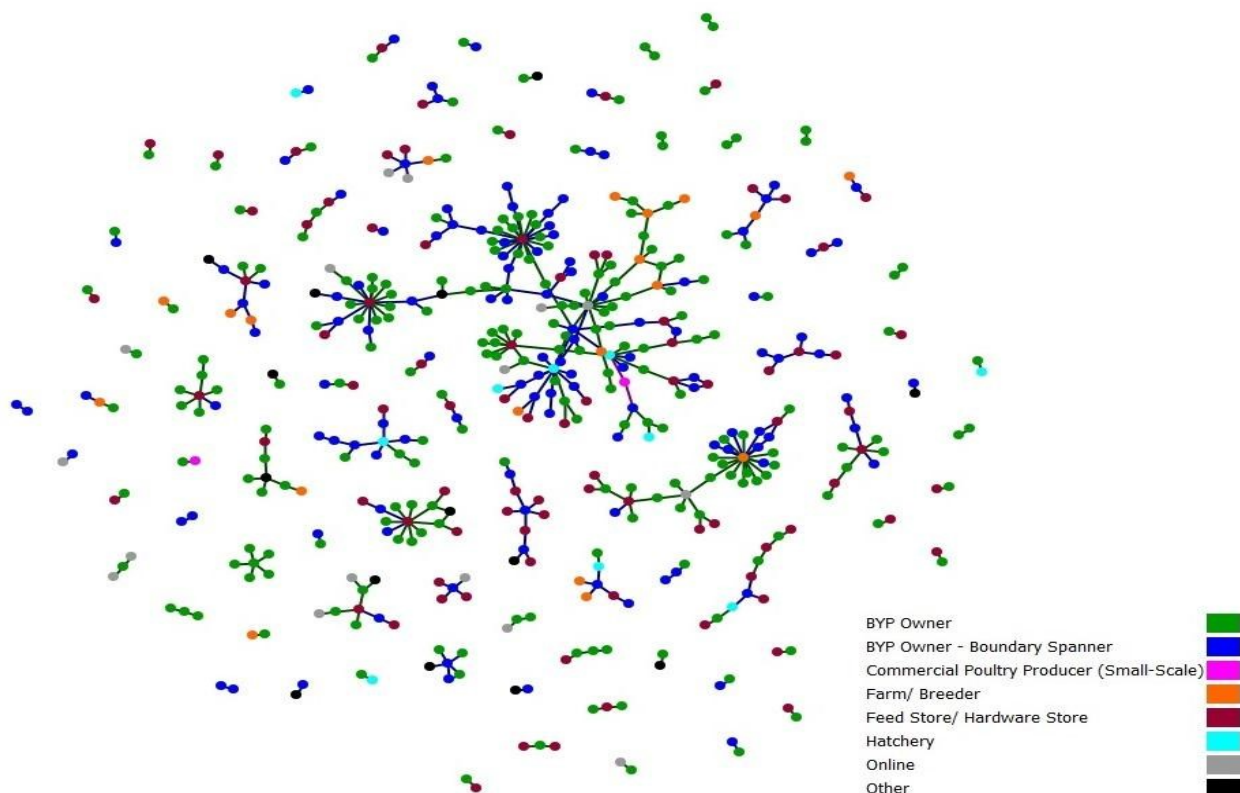 BYP Owner
BYP Owner - Boundary Spanner
Commercial Poultry Producer (Small-Scale)
Farm/ Breeder
Feed Store/ Hardware Store
Hatchery
Online
Other